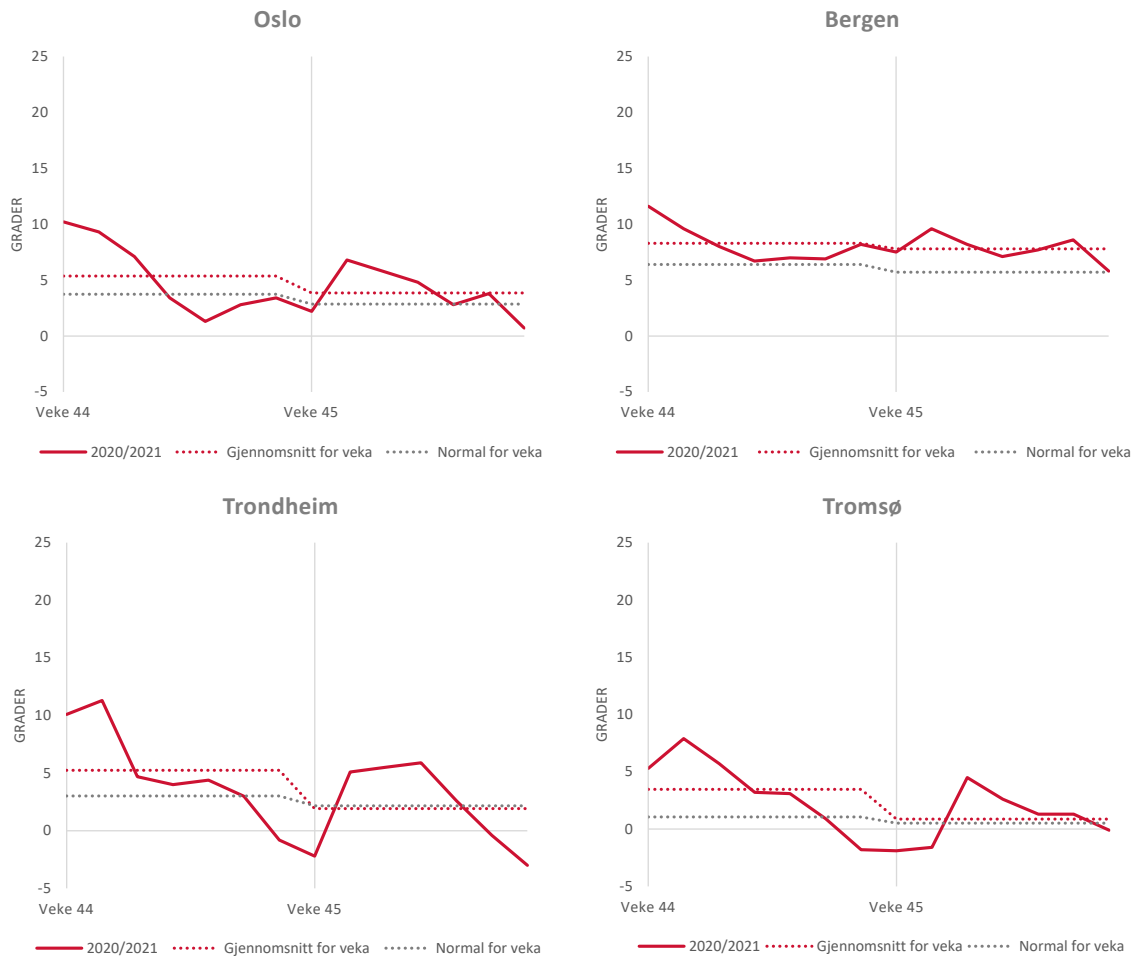 Oslo
25
20
15
10
5
0
-5
GRADER
Veke 44
Veke 45
2020/2021
Gjennomsnitt for veka
Normal for veka
Bergen
25
20
15
10
5
0
-5
GRADER
Veke 44
Veke 45
2020/2021
Gjennomsnitt for veka
Normal for veka
Trondheim
25
20
15
10
5
0
-5
GRADER
Veke 44
Veke 45
2020/2021
Gjennomsnitt for veka
Normal for veka
Tromsø
25
20
15
10
5
0
-5
GRADER
Veke 44
Veke 45
2020/2021
Gjennomsnitt for veka
Normal for veka